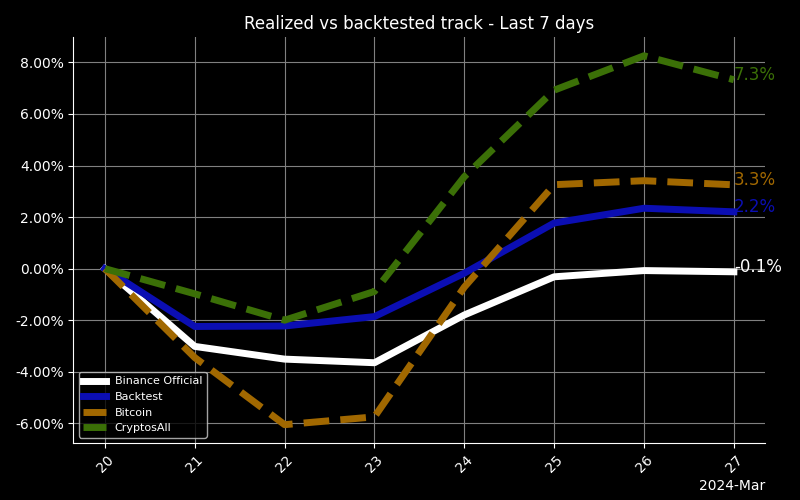 Realized vs backtested track - Last 7 days
8.00%
6.00%
4.00%
2.00%
0.00%
-2.00%
-4.00%
-6.00%
7.3%
3.3%
2.2%
-0.1%
Binance Official
Backtest
Bitcoin
CryptosAll
20 21 22 23 24 25 26 27
2024-Mar